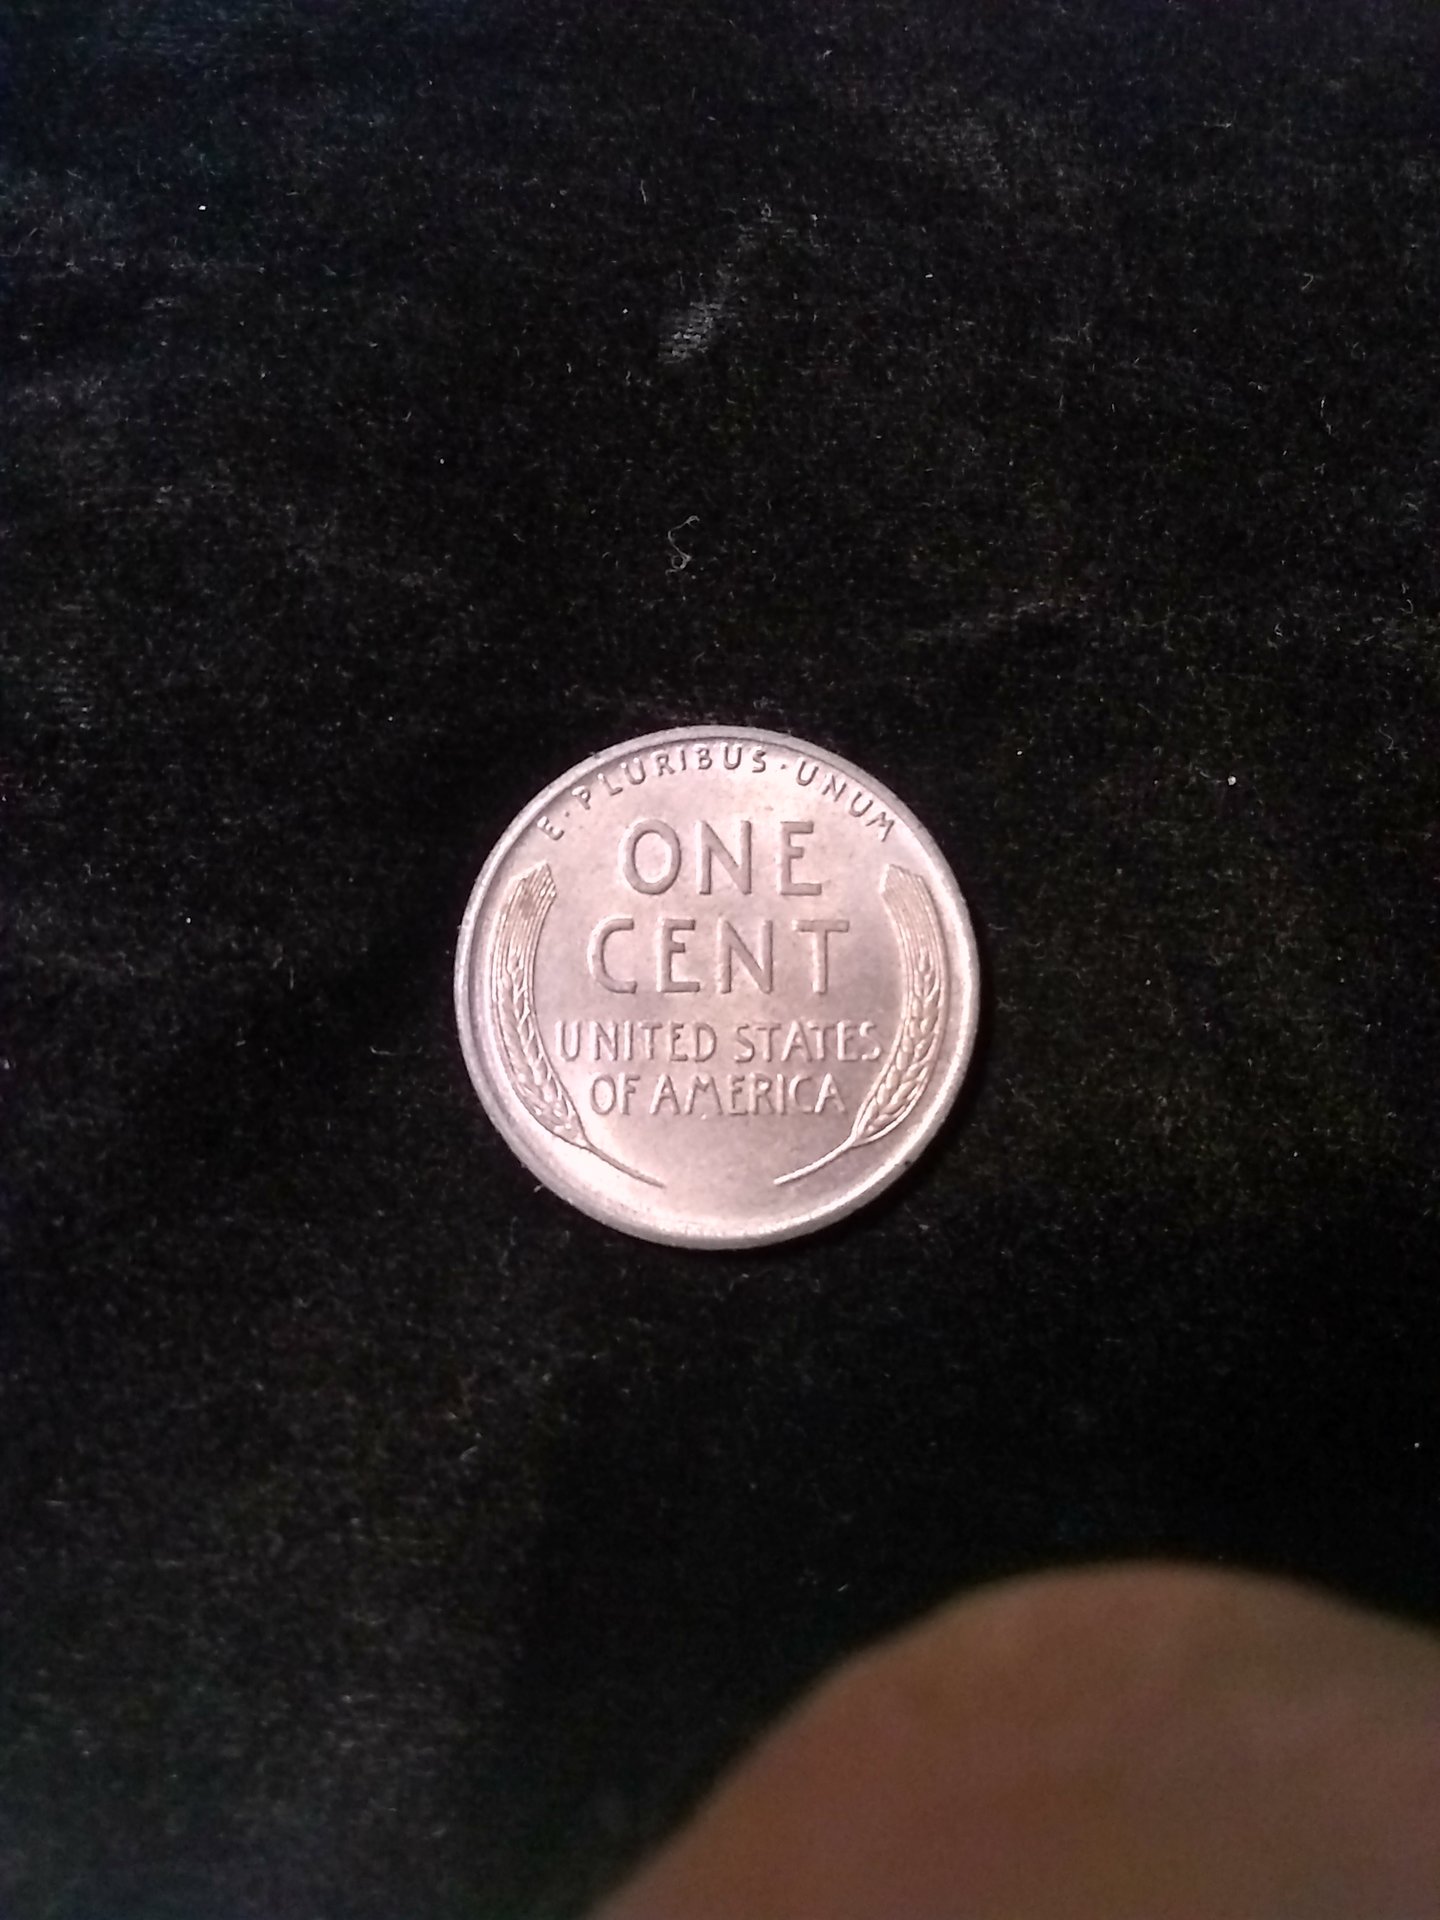 E·PLURIBUS·UNUM
ONE
CENT
UNITED STATES
OF AMERICA